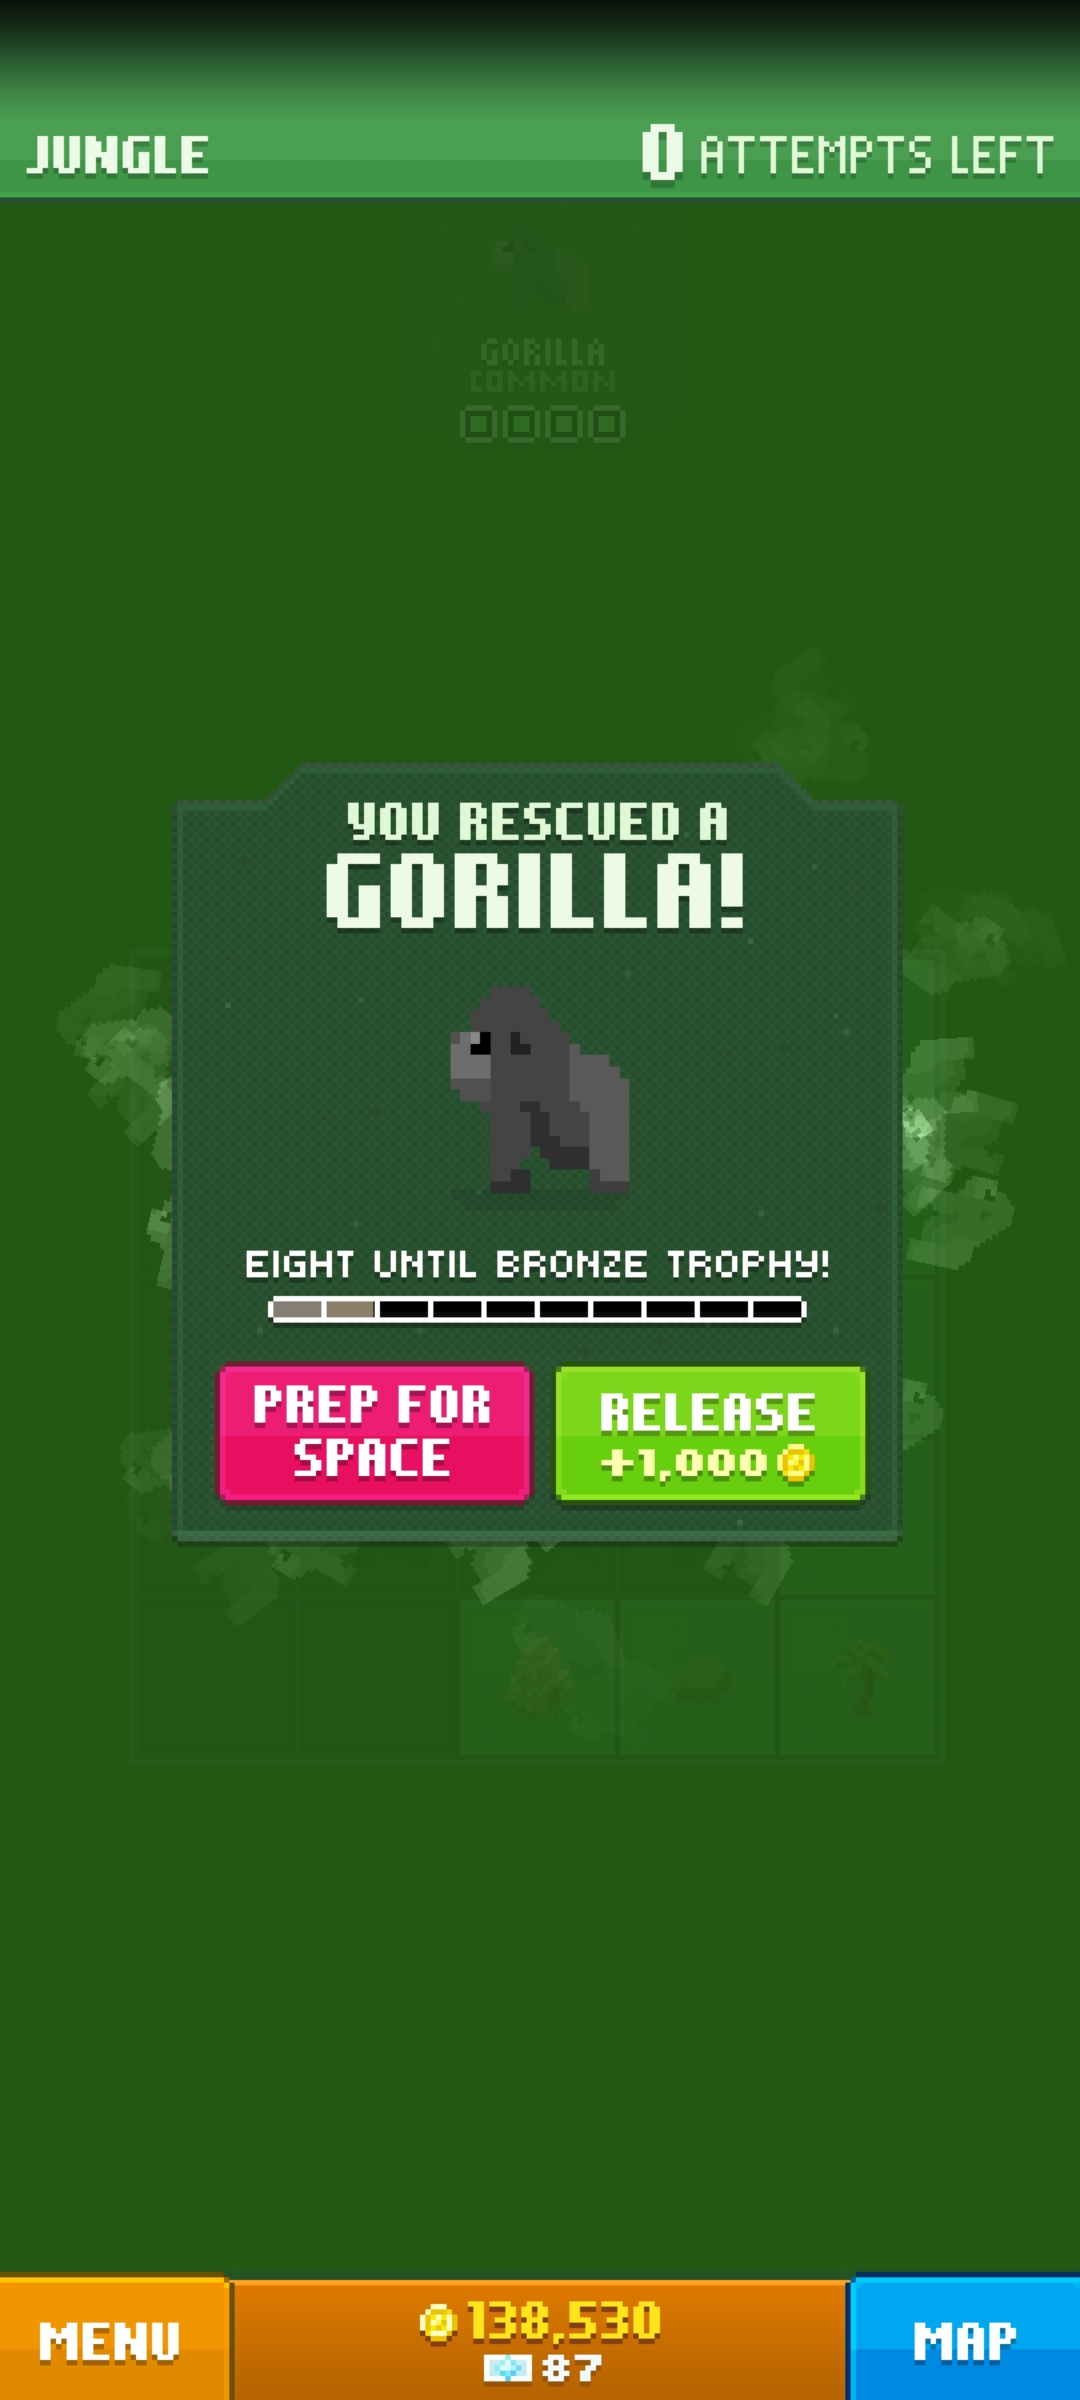 JUNGLE
0 ATTEMPTS LEFT
GORILLA
COMMON
YOU RESCUED A
GORILLA!
EIGHT UNTIL BRONZE TROPHY!
PREP FOR
SPACE
RELEASE
+1,000
MENU
138,530
87
MAP